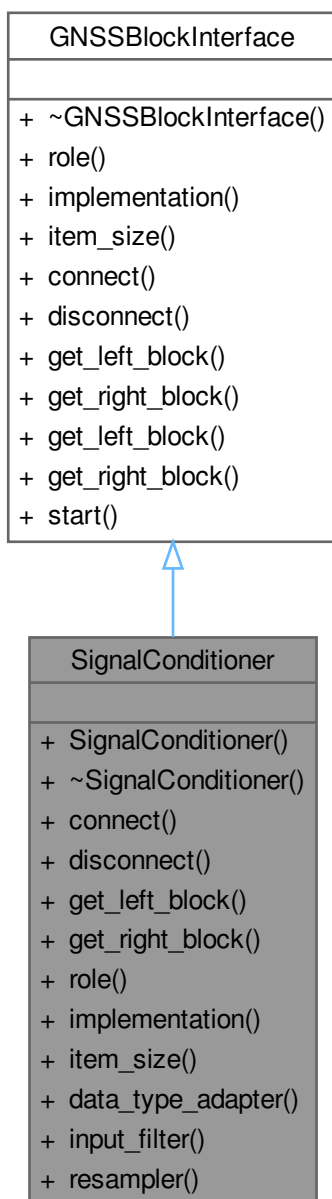 GNSSBlockInterface
+ ~GNSSBlockInterface()
+ role()
+ implementation()
+ item_size()
+ connect()
+ disconnect()
+ get_left_block()
+ get_right_block()
+ get_left_block()
+ get_right_block()
+ start()
SignalConditioner
+ SignalConditioner()
+ ~SignalConditioner()
+ connect()
+ disconnect()
+ get_left_block()
+ get_right_block()
+ role()
+ implementation()
+ item_size()
+ data_type_adapter()
+ input_filter()
+ resampler()